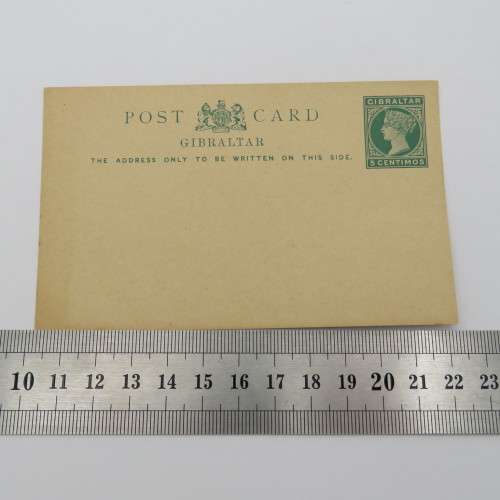 POST CARD
GIBRALTAR
THE ADDRESS ONLY TO BE WRITTEN ON THIS SIDE.
GIBRALTAR
5 CENTIMOS
10 11 12 13 14 15 16 17 18 19 20 21 22 23